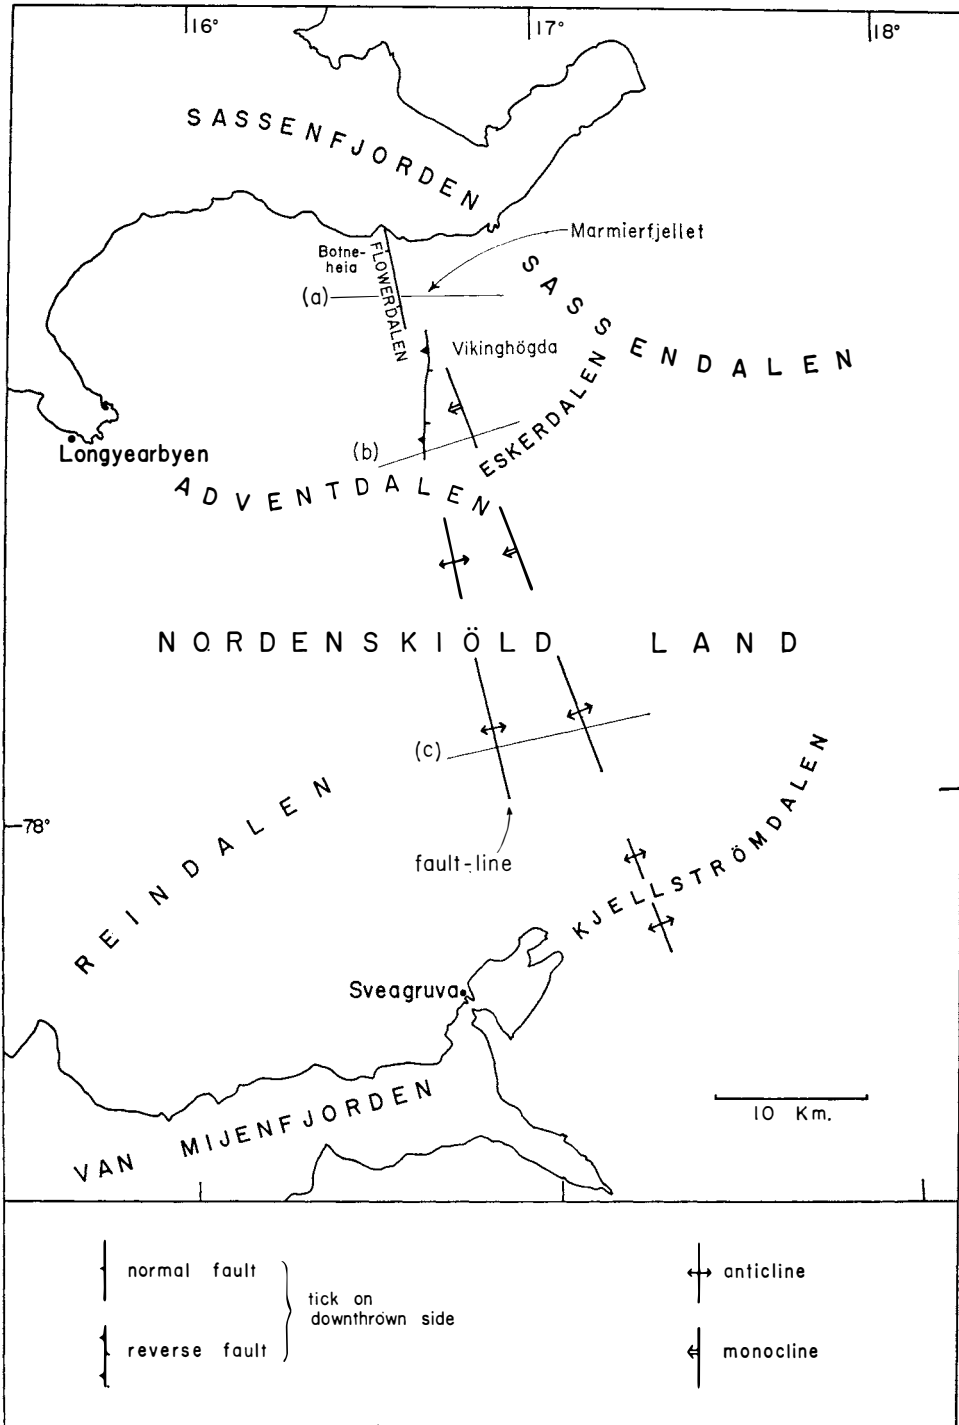 16°
17°
18°
SASSENFJORDEN
Marmierfjellet
Botne-
heia
FLOWERDALEN
(a)
SASSENDALEN
Vikinghögda
ESKERDALEN
Longyearbyen
(b)
ADVENTDALEN
NORDENSKIÖLD LAND
(c)
REINDALEN
78°
fault-line
KJELLSTRÖMDALEN
Sveagruva
VAN MIJENFJORDEN
10 Km.
normal fault
reverse fault
tick on
downthrown side
anticline
monocline